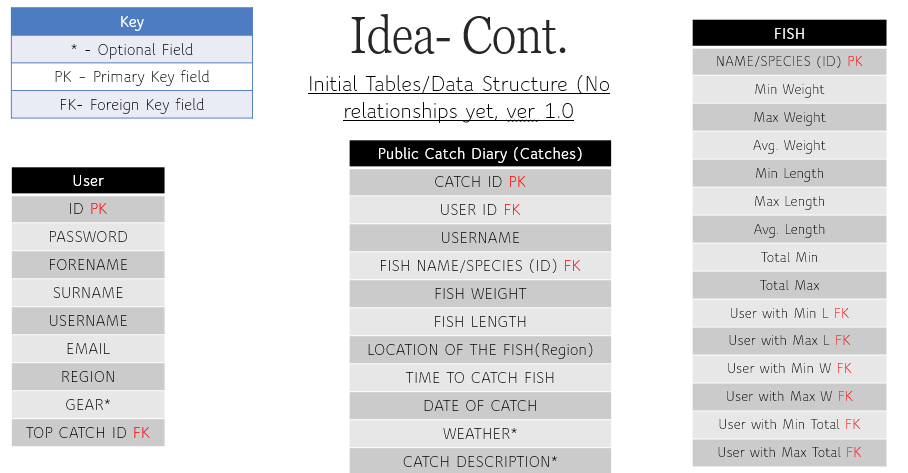 Key
* - Optional Field
PK – Primary Key field
FK- Foreign Key field
Idea- Cont.
Initial Tables/Data Structure (No
relationships yet, ver 1.0
User
ID PK
PASSWORD
FORENAME
SURNAME
USERNAME
EMAIL
REGION
GEAR*
TOP CATCH ID FK
Public Catch Diary (Catches)
CATCH ID PK
USER ID FK
USERNAME
FISH NAME/SPECIES (ID) FK
FISH WEIGHT
FISH LENGTH
LOCATION OF THE FISH(Region)
TIME TO CATCH FISH
DATE OF CATCH
WEATHER*
CATCH DESCRIPTION*
FISH
NAME/SPECIES (ID) PK
Min Weight
Max Weight
Avg. Weight
Min Length
Max Length
Avg. Length
Total Min
Total Max
User with Min L FK
User with Max L FK
User with Min W FK
User with Max W FK
User with Min Total FK
User with Max Total FK